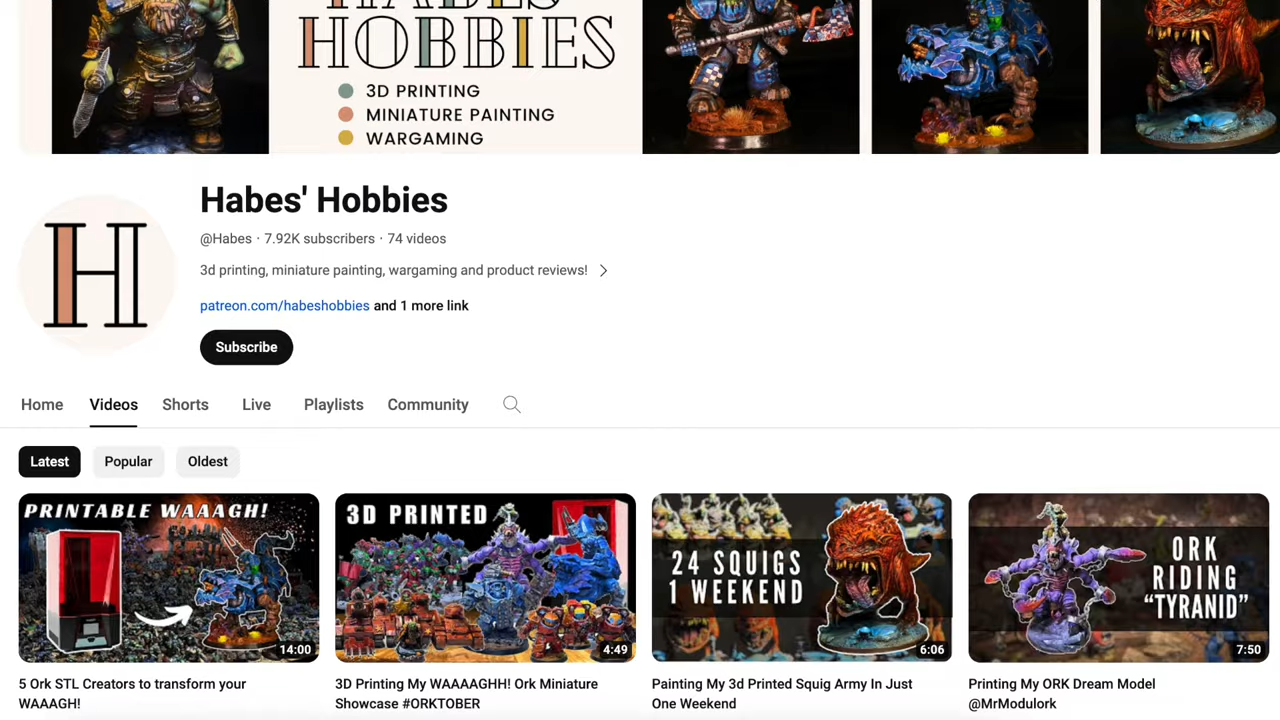 HABES
HOBBIES
3D PRINTING
MINIATURE PAINTING
WARGAMING
H
Habes' Hobbies
@Habes · 7.92K subscribers · 74 videos
3d printing, miniature painting, wargaming and product reviews!
patreon.com/habeshobbies and 1 more link
Subscribe
Home Videos Shorts Live Playlists Community
Latest Popular Oldest
PRINTABLE WAAAGH!
14:00
3D PRINTED
4:49
24 SQUIGS
1 WEEKEND
6:06
ORK
RIDING
"TYRANID"
7:50
5 Ork STL Creators to transform your
WAAAGH!
3D Printing My WAAAAGHH! Ork Miniature
Showcase #ORKTOBER
Painting My 3d Printed Squig Army In Just
One Weekend
Printing My ORK Dream Model
@MrModulork